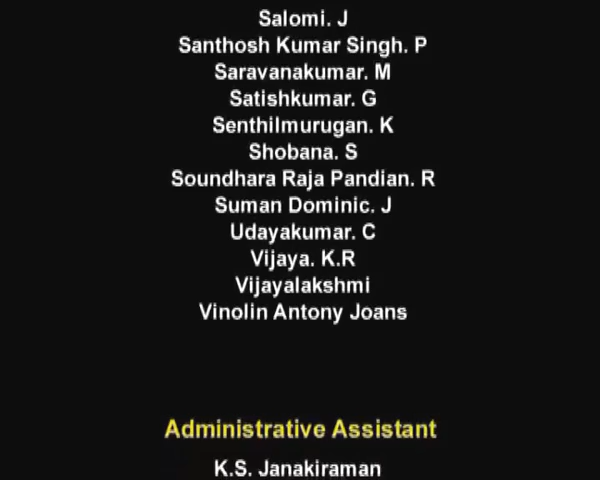 Salomi. J
Santhosh Kumar Singh. P
Saravanakumar. M
Satishkumar. G
Senthilmurugan. K
Shobana. S
Soundhara Raja Pandian. R
Suman Dominic. J
Udayakumar. C
Vijaya. K.R
Vijayalakshmi
Vinolin Antony Joans
Administrative Assistant
K.S. Janakiraman